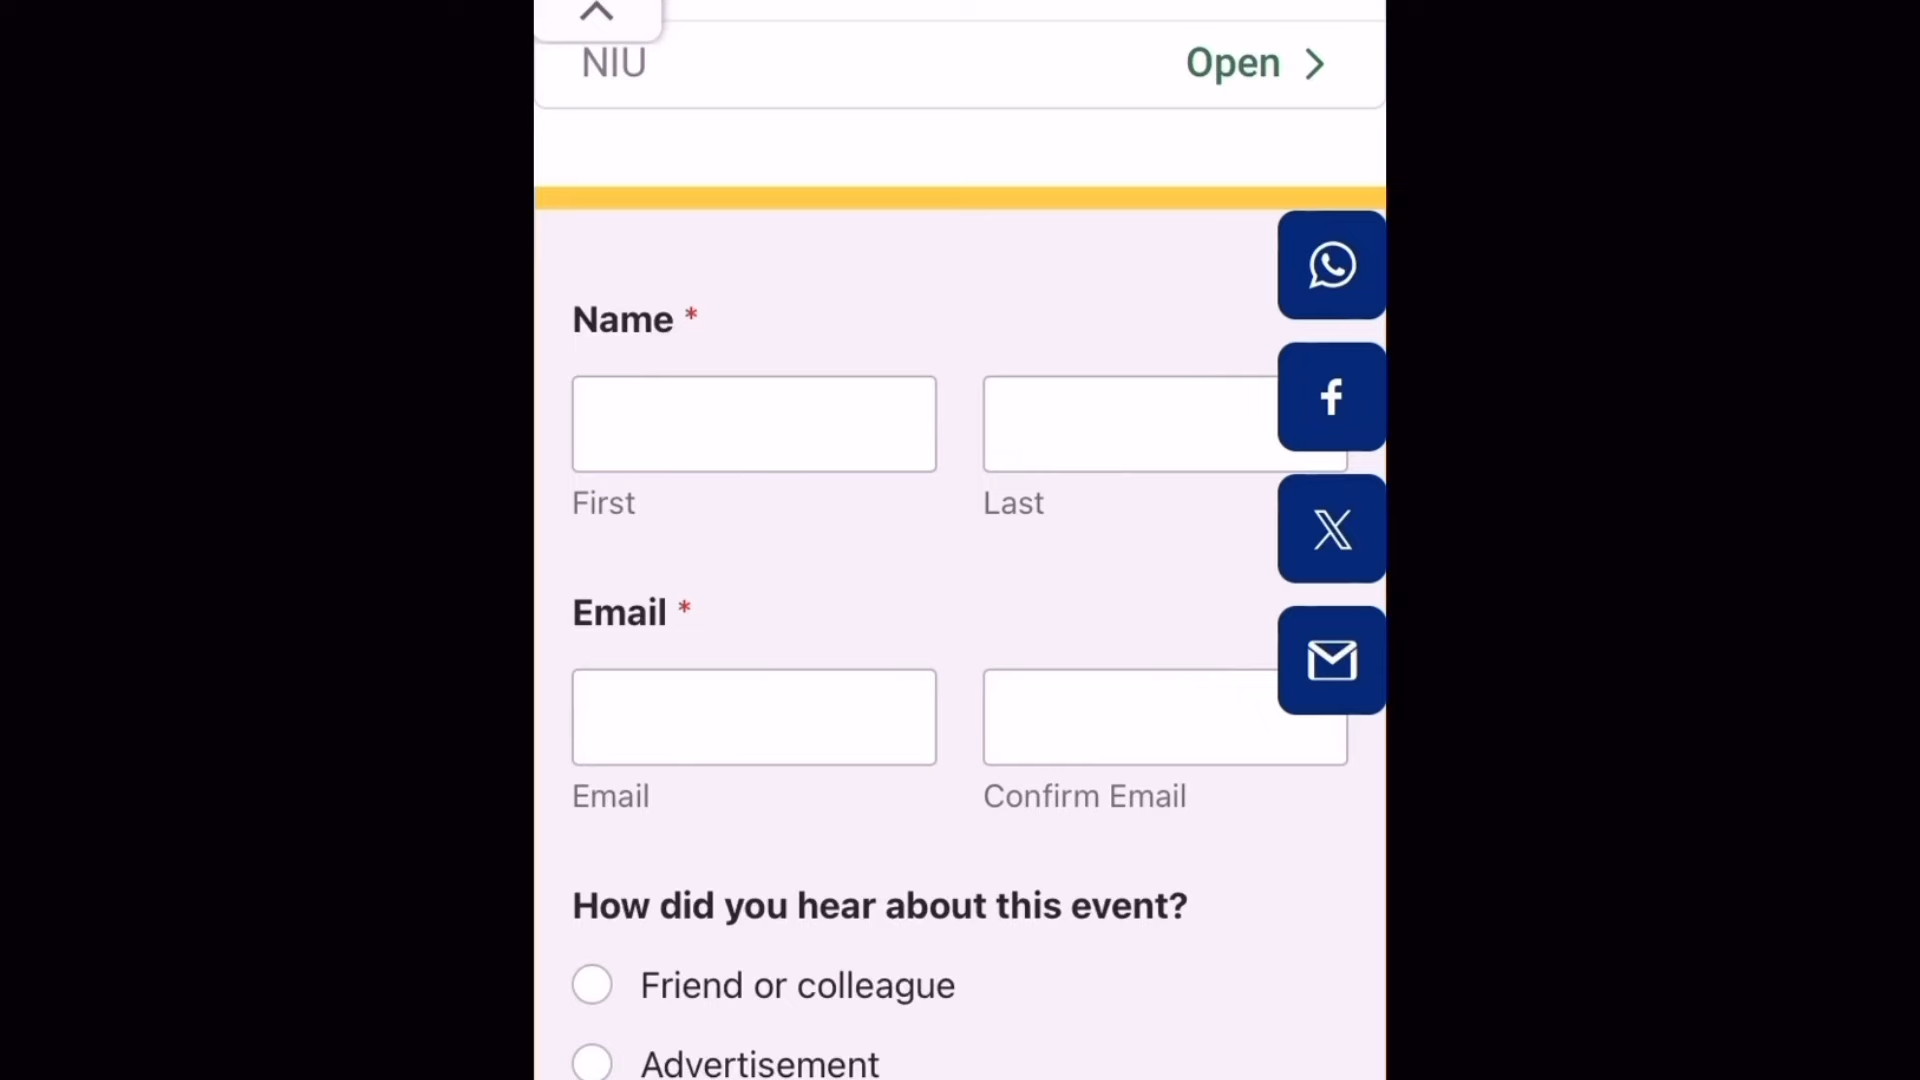 NIU
Open
Name *
First
Last
Email *
Email
Confirm Email
How did you hear about this event?
Friend or colleague
Advertisement